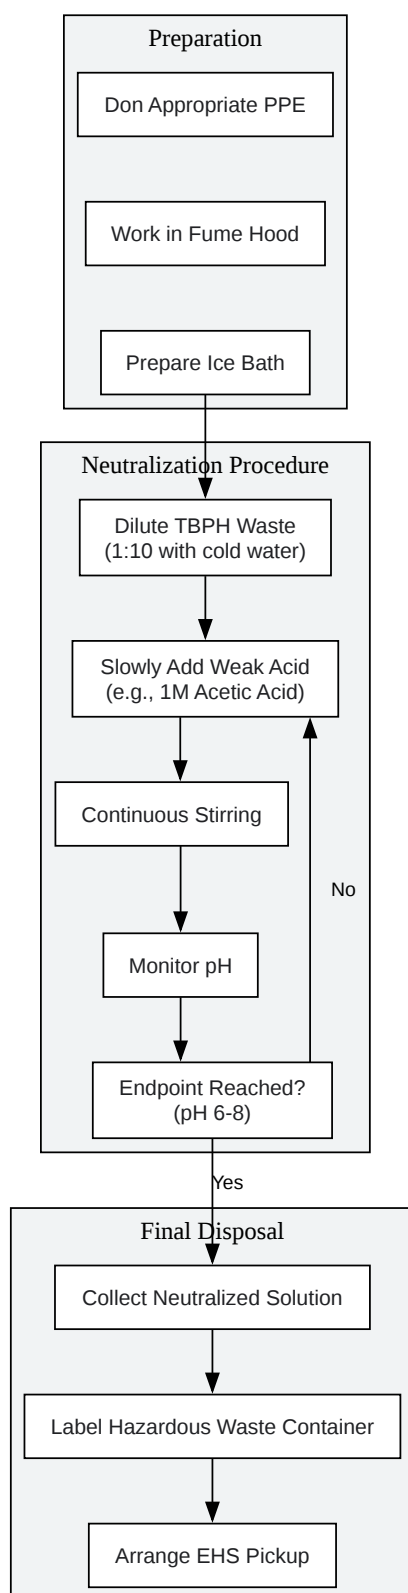 Preparation
Don Appropriate PPE
Work in Fume Hood
Prepare Ice Bath
Neutralization Procedure
Dilute TBPH Waste
(1:10 with cold water)
Slowly Add Weak Acid
(e.g., 1M Acetic Acid)
Continuous Stirring
No
Monitor pH
Endpoint Reached?
(pH 6-8)
Yes
Final Disposal
Collect Neutralized Solution
Label Hazardous Waste Container
Arrange EHS Pickup